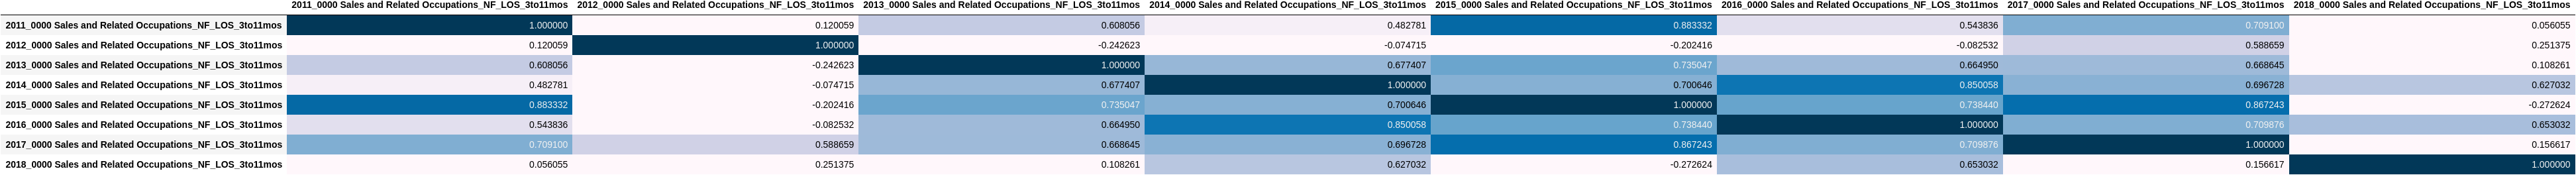 2011_0000 Sales and Related Occupations_NF_LOS_3to11mos 2012_0000 Sales and Related Occupations_NF_LOS_3to11mos 2013_0000 Sales and Related Occupations_NF_LOS_3to11mos 2014_0000 Sales and Related Occupations_NF_LOS_3to11mos 2015_0000 Sales and Related Occupations_NF_LOS_3to11mos 2016_0000 Sales and Related Occupations_NF_LOS_3to11mos 2017_0000 Sales and Related Occupations_NF_LOS_3to11mos 2018_0000 Sales and Related Occupations_NF_LOS_3to11mos
2011_0000 Sales and Related Occupations_NF_LOS_3to11mos 1.000000 0.120059 0.608056 0.482781 0.883332 0.543836 0.709100 0.056055
2012_0000 Sales and Related Occupations_NF_LOS_3to11mos 0.120059 1.000000 -0.242623 -0.074715 -0.202416 -0.082532 0.588659 0.251375
2013_0000 Sales and Related Occupations_NF_LOS_3to11mos 0.608056 -0.242623 1.000000 0.677407 0.735047 0.664950 0.668645 0.108261
2014_0000 Sales and Related Occupations_NF_LOS_3to11mos 0.482781 -0.074715 0.677407 1.000000 0.700646 0.850058 0.696728 0.627032
2015_0000 Sales and Related Occupations_NF_LOS_3to11mos 0.883332 -0.202416 0.735047 0.700646 1.000000 0.738440 0.867243 -0.272624
2016_0000 Sales and Related Occupations_NF_LOS_3to11mos 0.543836 -0.082532 0.664950 0.850058 0.738440 1.000000 0.709876 0.653032
2017_0000 Sales and Related Occupations_NF_LOS_3to11mos 0.709100 0.588659 0.668645 0.696728 0.867243 0.709876 1.000000 0.156617
2018_0000 Sales and Related Occupations_NF_LOS_3to11mos 0.056055 0.251375 0.108261 0.627032 -0.272624 0.653032 0.156617 1.000000